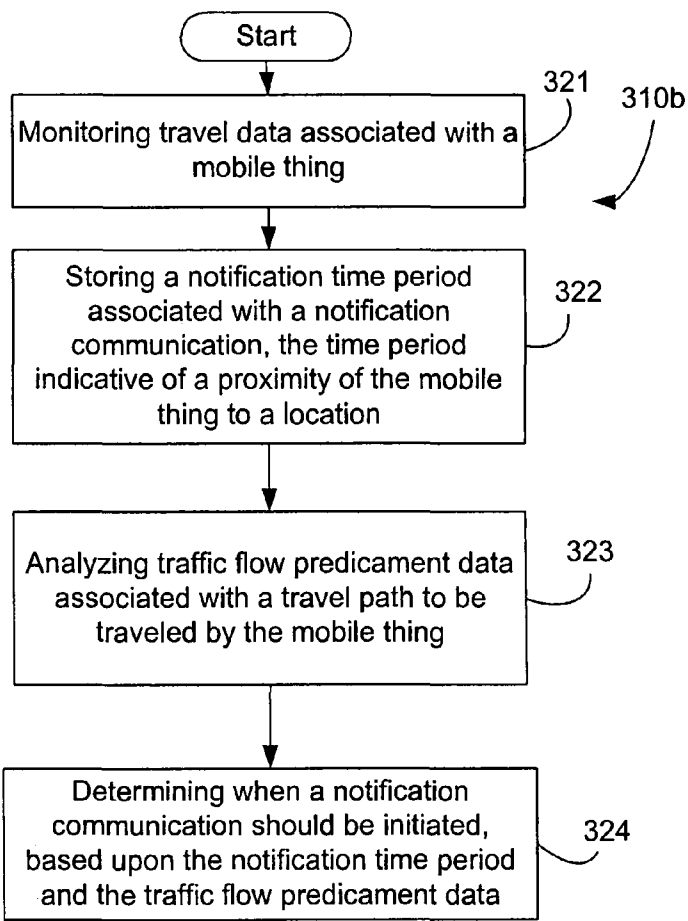 Start
321
310b
Monitoring travel data associated with a
mobile thing
Storing a notification time period
associated with a notification
communication, the time period
indicative of a proximity of the mobile
thing to a location
322
Analyzing traffic flow predicament data
associated with a travel path to be
traveled by the mobile thing
323
Determining when a notification
communication should be initiated,
based upon the notification time period
and the traffic flow predicament data
324